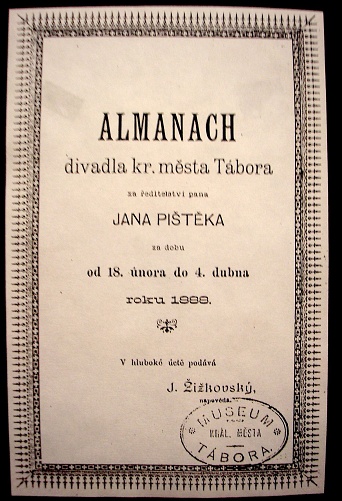 ALMANACH
divadla kr. města Tábora
za ředitelství pana
JANA PIŠTĚKA
za dobu
od 18. února do 4. dubna
roku 1888.
V hluboké úctě podává
J. Žižkovský,
nápověda.
MUSEUM
KRÁL. MĚSTA
TÁBORA.